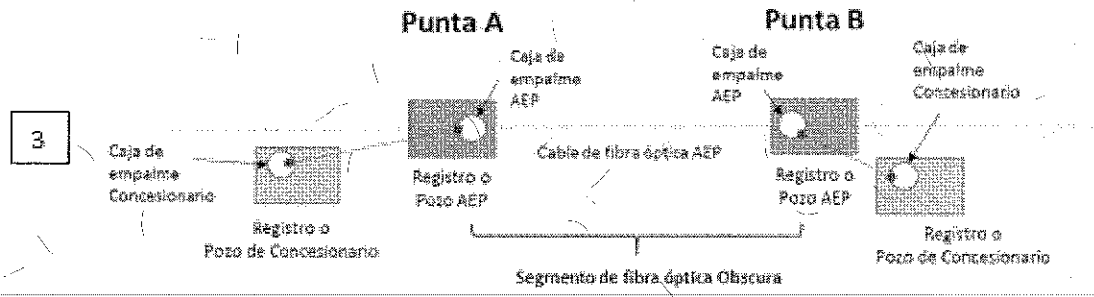 Punta A
Punta B
Caja de
empalme
AEP
Caja de
empalme
AEP
Caja de
empalme
Concesionario
3
Caja de
empalme
Concesionario
Cable de fibra óptica AEP
Registro o
Pozo AEP
Registro o
Pozo AEP
Registro o
Pozo de Concesionario
Registro o
Pozo de Concesionario
Segmento de fibra óptica Obscura